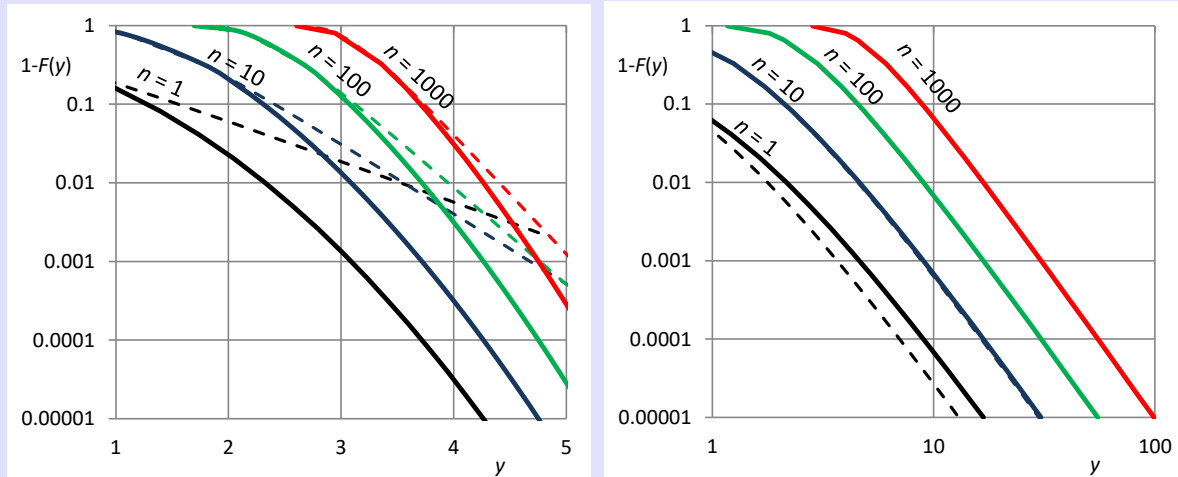 1
1-F(y)
0.1
0.01
0.001
0.0001
0.00001
n = 1
n = 10
n = 100
n = 1000
1 2 3 4 5
y
1
1-F(y)
0.1
0.01
0.001
0.0001
0.00001
n = 1
n = 10
n = 100
n = 1000
1 10 100
y